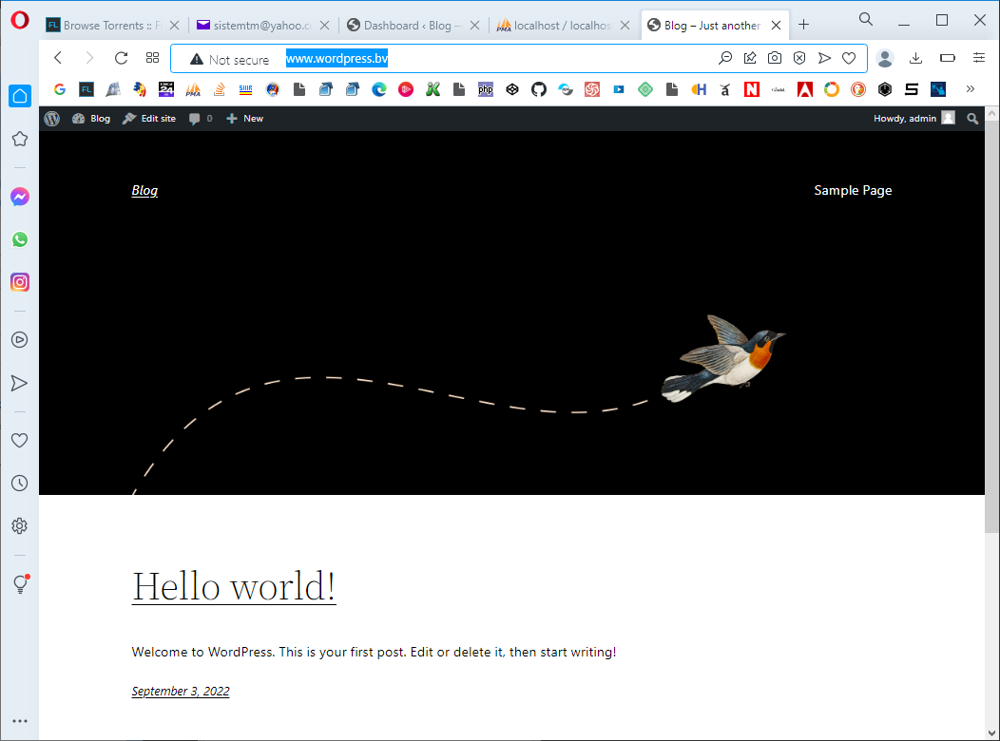 Browse Torrents :: F
sistemtm@yahoo.c
Dashboard ‹ Blog —
localhost / localhos
Blog – Just another
Not secure www.wordpress.bv
php
Blog Edit site 0 New Howdy, admin
Blog Sample Page
Hello world!
Welcome to WordPress. This is your first post. Edit or delete it, then start writing!
September 3, 2022